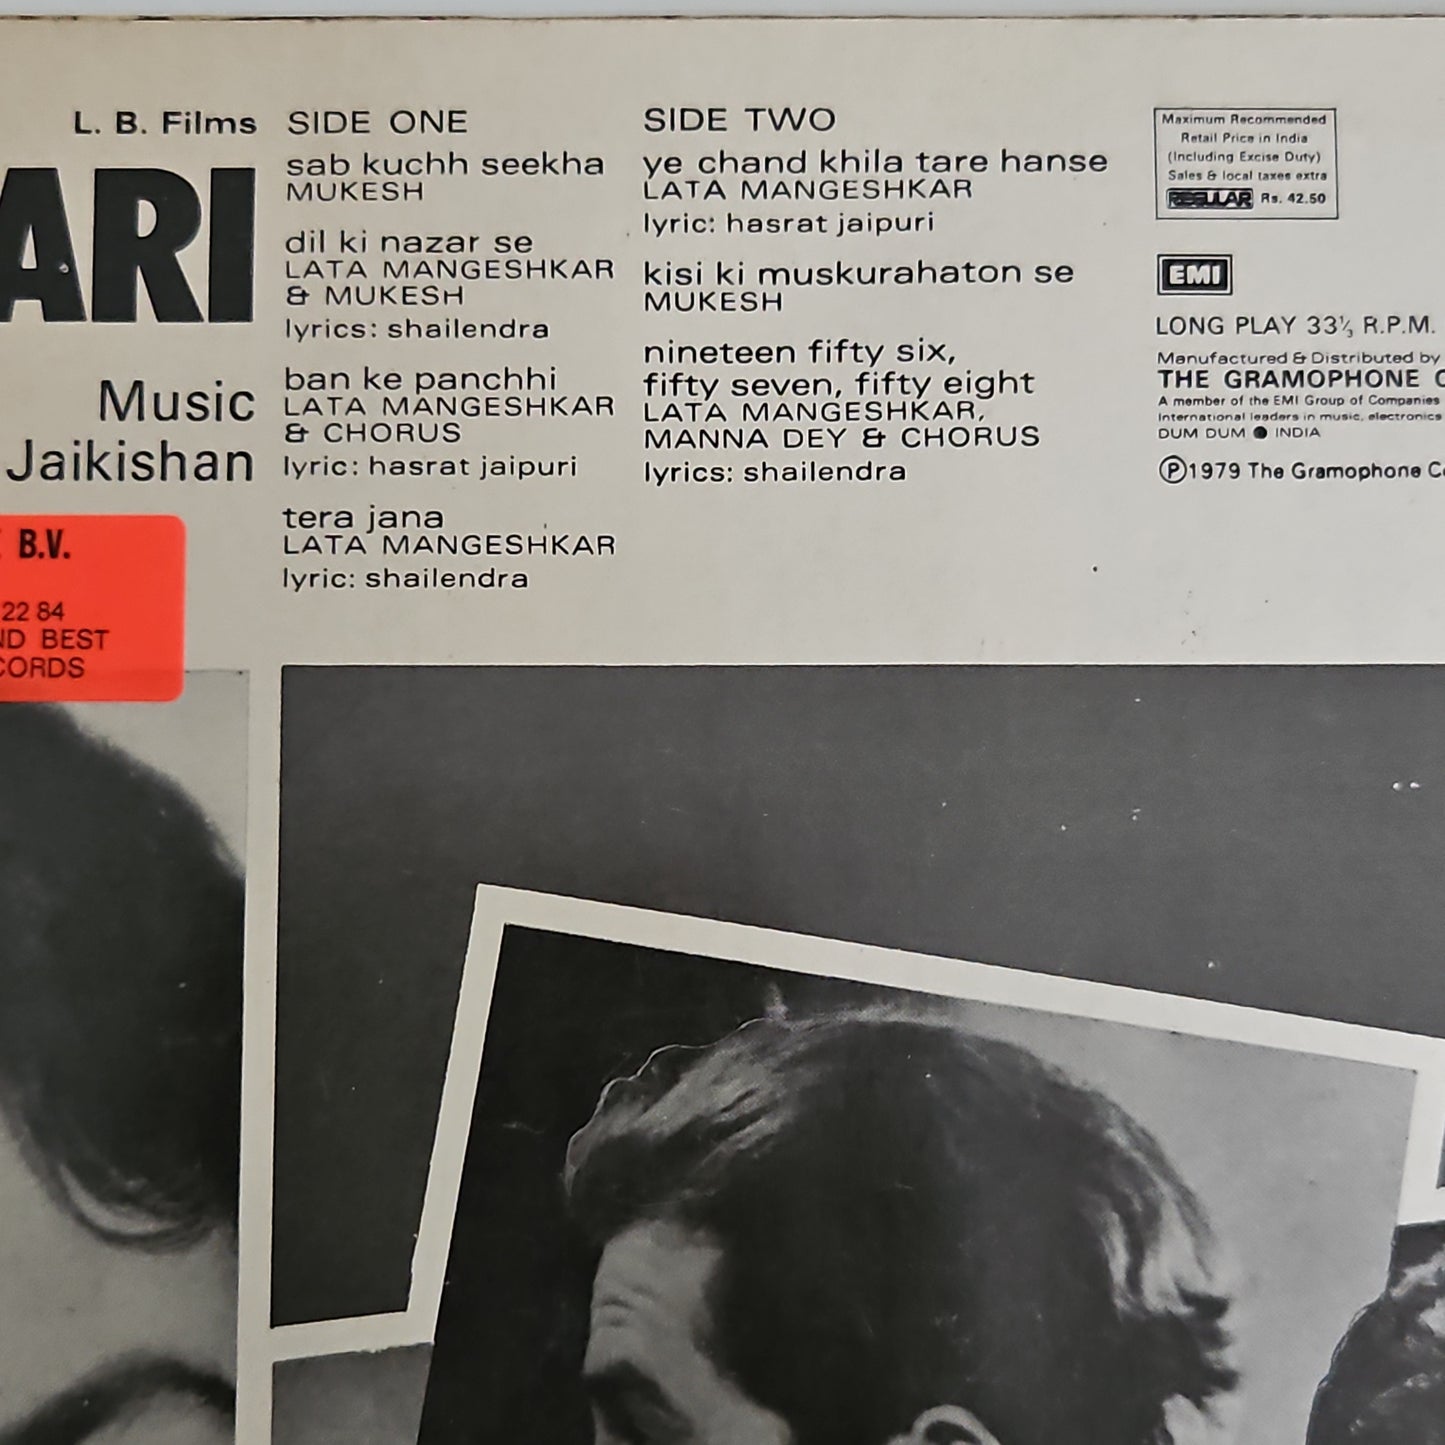 L. B. Films
ARI
Music
Jaikishan
B.V.
22 84
ND BEST
CORDS
SIDE ONE
sab kuchh seekha
MUKESH
dil ki nazar se
LATA MANGESHKAR
& MUKESH
lyrics: shailendra
ban ke panchhi
LATA MANGESHKAR
& CHORUS
lyric: hasrat jaipuri
tera jana
LATA MANGESHKAR
lyric: shailendra
SIDE TWO
ye chand khila tare hanse
LATA MANGESHKAR
lyric: hasrat jaipuri
kisi ki muskurahaton se
MUKESH
nineteen fifty six,
fifty seven, fifty eight
LATA MANGESHKAR,
MANNA DEY & CHORUS
lyrics: shailendra
Maximum Recommended
Retail Price in India
(Including Excise Duty)
Sales & local taxes extra
REGULAR Rs. 42.50
EMI
LONG PLAY 33⅓ R.P.M.
Manufactured & Distributed by
THE GRAMOPHONE C
A member of the EMI Group of Companies
International leaders in music, electronics
DUM DUM ● INDIA
Ⓟ1979 The Gramophone Co